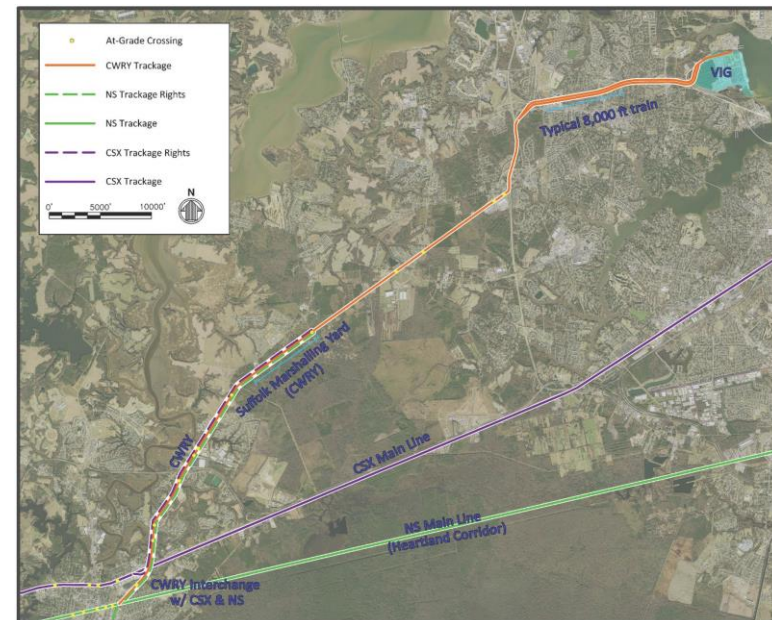 At-Grade Crossing
CWRY Trackage
NS Trackage Rights
NS Trackage
CSX Trackage Rights
CSX Trackage
N
0' 5000' 10000'
VIG
Typical 8,000 ft train
Suffolk Marshalling Yard
(CWRY)
CWRY
CSX Main Line
NS Main Line
(Heartland Corridor)
CWRY Interchange
w/ CSX & NS